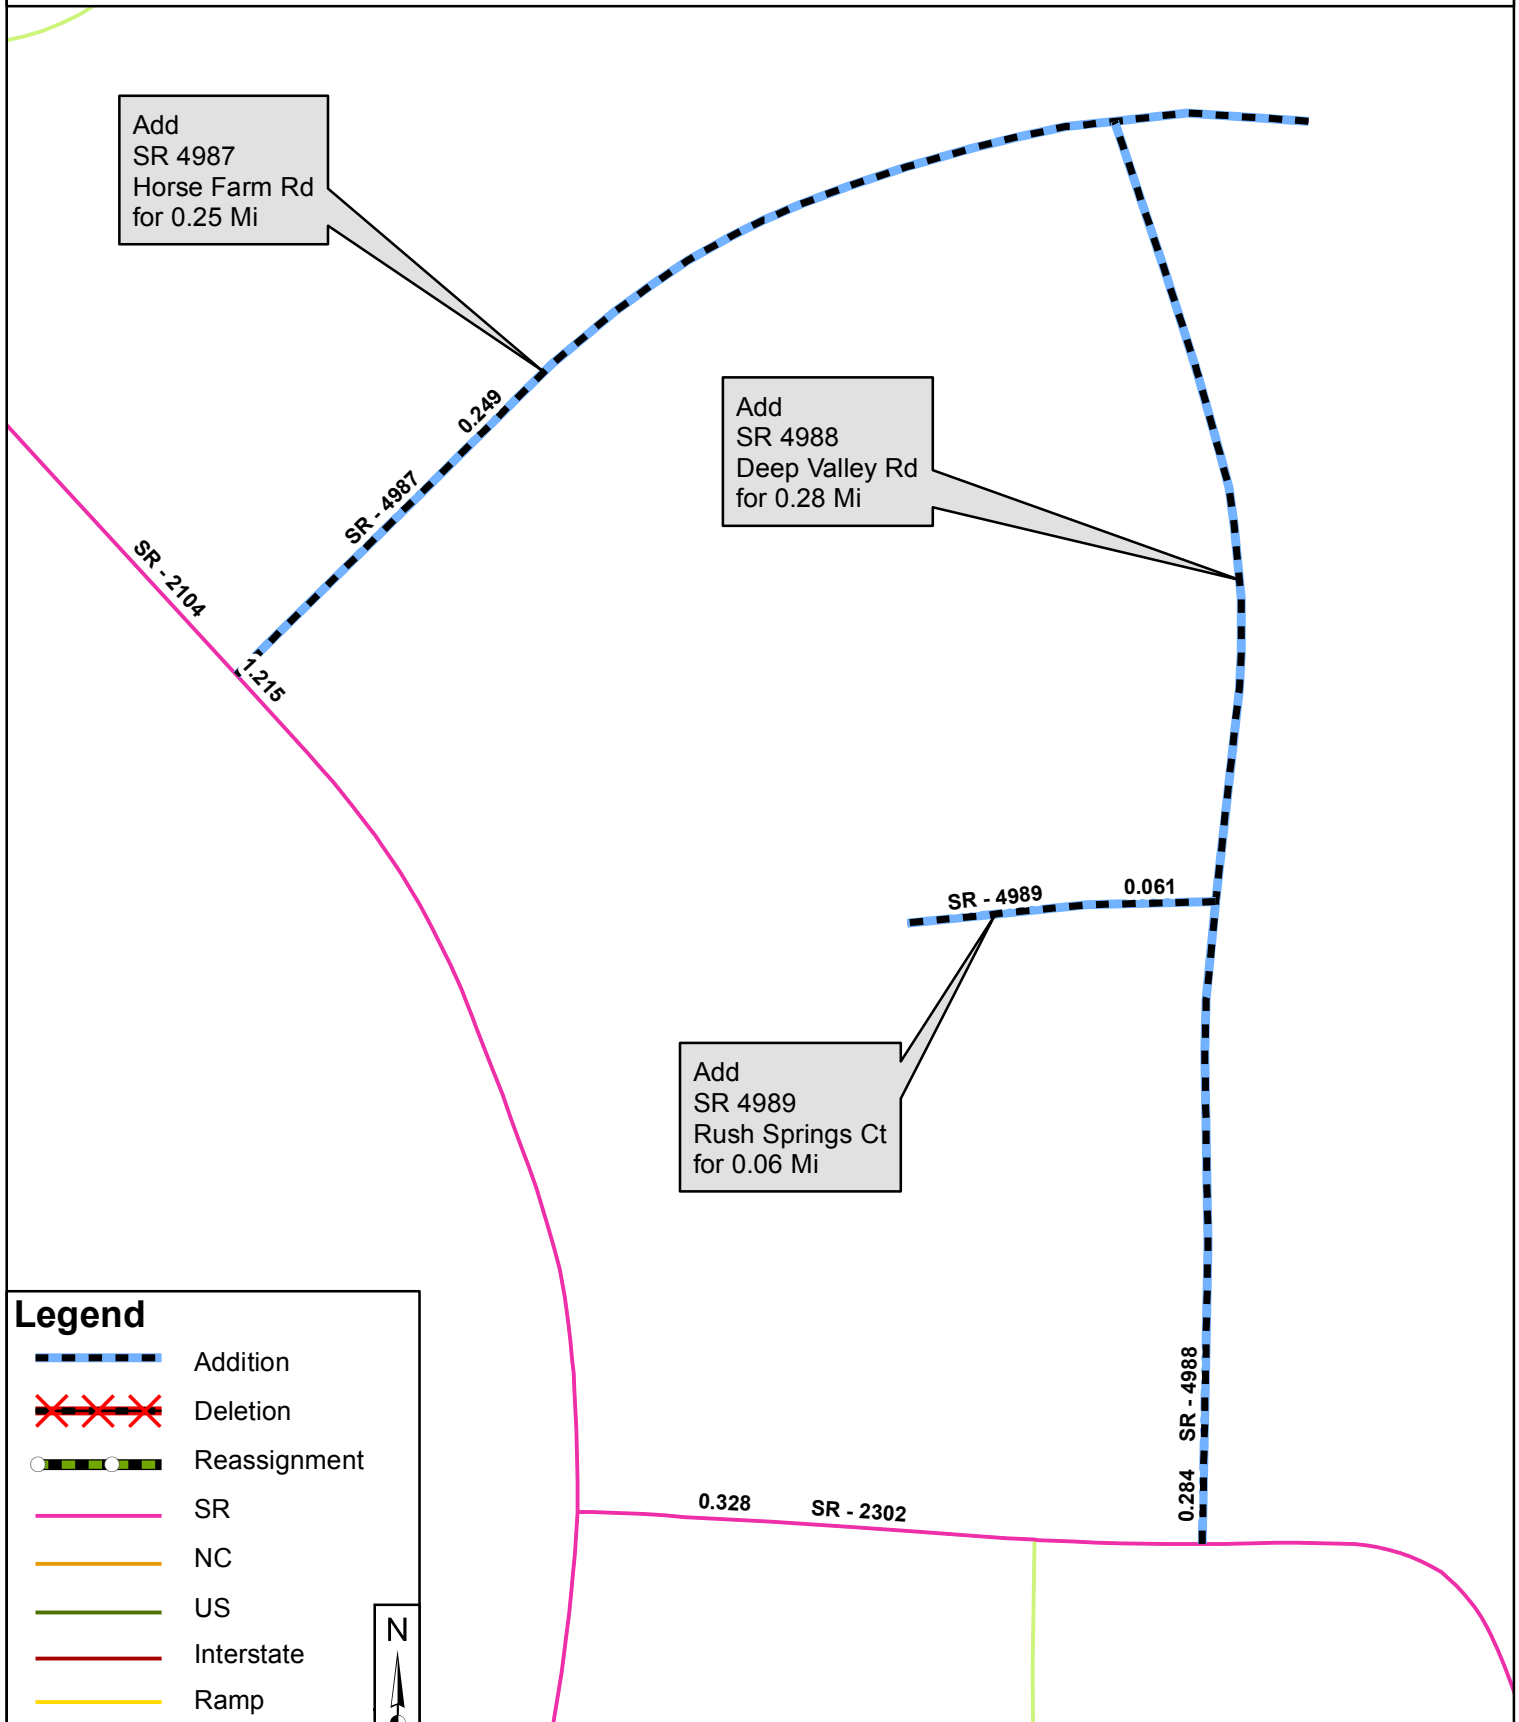 Add
SR 4987
Horse Farm Rd
for 0.25 Mi
0.249
SR - 4987
Add
SR 4988
Deep Valley Rd
for 0.28 Mi
SR - 2104
1.215
SR - 4989
0.061
Add
SR 4989
Rush Springs Ct
for 0.06 Mi
SR - 4988
0.284
0.328
SR - 2302
Legend
Addition
Deletion
Reassignment
SR
NC
US
Interstate
Ramp
N